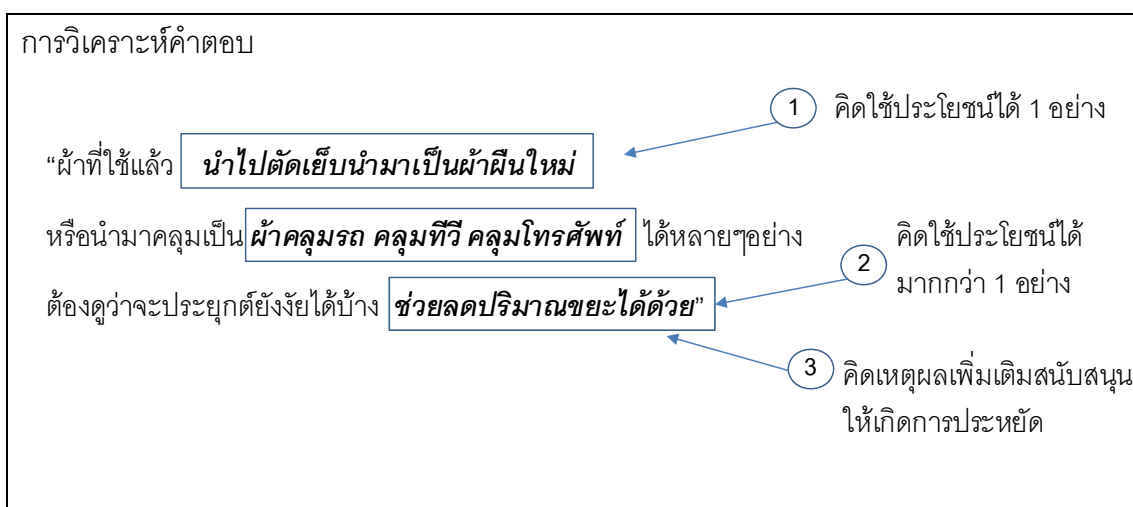 การวิเคราะห์คำตอบ
1 คิดใช้ประโยชน์ได้ 1 อย่าง
“ผ้าที่ใช้แล้ว นำไปตัดเย็บนำมาเป็นผ้าผืนใหม่
หรือนำมาคลุมเป็น ผ้าคลุมรถ คลุมทีวี คลุมโทรศัพท์ ได้หลายๆอย่าง
2 คิดใช้ประโยชน์ได้
มากกว่า 1 อย่าง
ต้องดูว่าจะประยุกต์ยังงัยได้บ้าง ช่วยลดปริมาณขยะได้ด้วย”
3 คิดเหตุผลเพิ่มเติมสนับสนุน
ให้เกิดการประหยัด